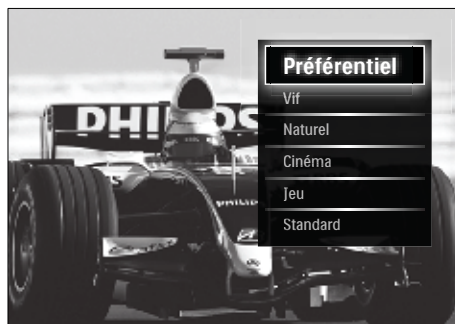 Préférentiel
Vif
Naturel
Cinéma
Jeu
Standard
PHILIPS